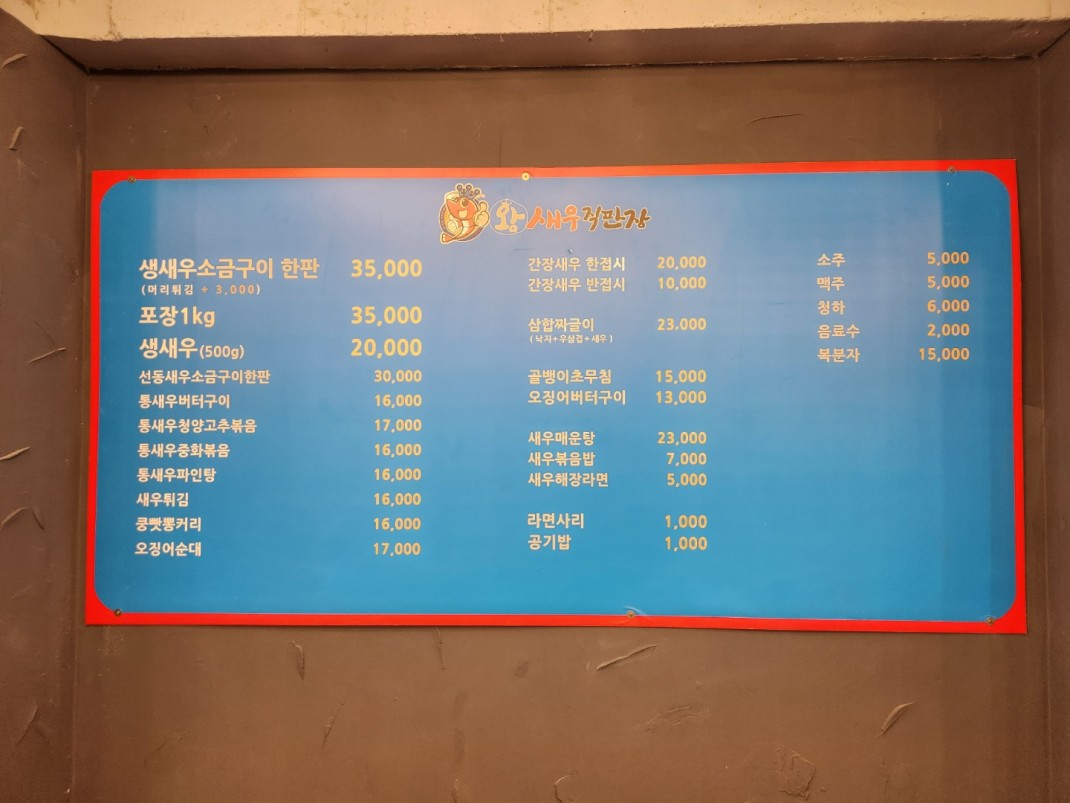 왕새우직판장
생새우소금구이 한판 35,000
(머리튀김 + 3,000)
포장1kg 35,000
생새우(500g) 20,000
선동새우소금구이한판 30,000
통새우버터구이 16,000
통새우청양고추볶음 17,000
통새우중화볶음 16,000
통새우파인탕 16,000
새우튀김 16,000
쿵빳뽕커리 16,000
오징어순대 17,000
간장새우 한접시 20,000
간장새우 반접시 10,000
삼합짜글이 23.000
(낙지+우삼겹+새우)
골뱅이초무침 15,000
오징어버터구이 13,000
새우매운탕 23,000
새우볶음밥 7,000
새우해장라면 5,000
라면사리 1,000
공기밥 1,000
소주 5,000
맥주 5,000
청하 6,000
음료수 2,000
복분자 15,000